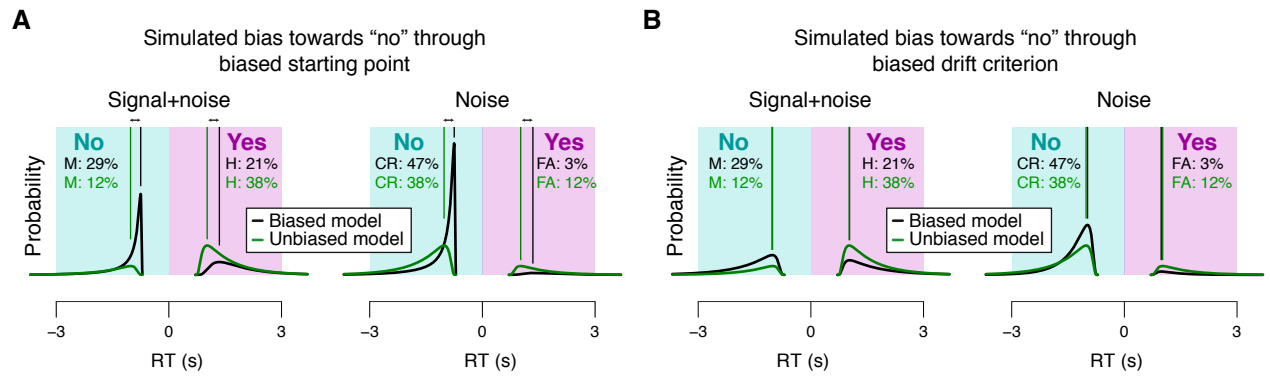 A
Simulated bias towards “no” through
biased starting point
Signal+noise
Noise
Probability
No
M: 29%
M: 12%
Yes
H: 21%
H: 38%
No
CR: 47%
CR: 38%
Yes
FA: 3%
FA: 12%
Biased model
Unbiased model
−3
0
3
RT (s)
−3
0
3
RT (s)
B
Simulated bias towards “no” through
biased drift criterion
Signal+noise
Noise
Probability
No
M: 29%
M: 12%
Yes
H: 21%
H: 38%
No
CR: 47%
CR: 38%
Yes
FA: 3%
FA: 12%
Biased model
Unbiased model
−3
0
3
RT (s)
−3
0
3
RT (s)